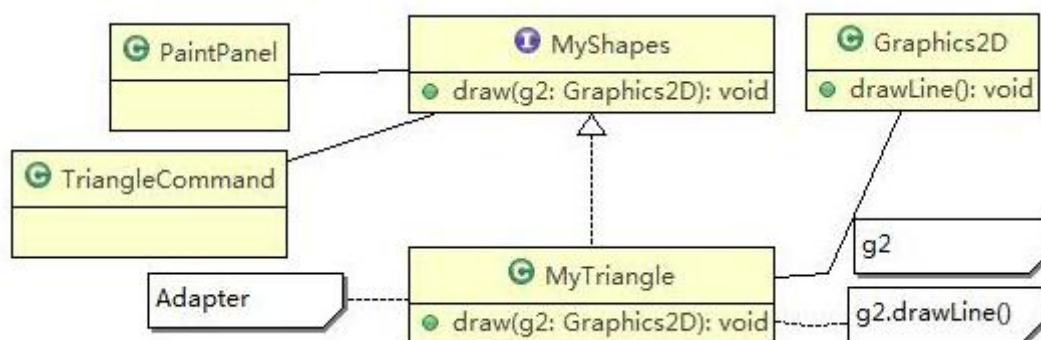 C PaintPanel
I MyShapes
draw(g2: Graphics2D): void
C Graphics2D
drawLine(): void
C TriangleCommand
C MyTriangle
draw(g2: Graphics2D): void
Adapter
g2
g2.drawLine()